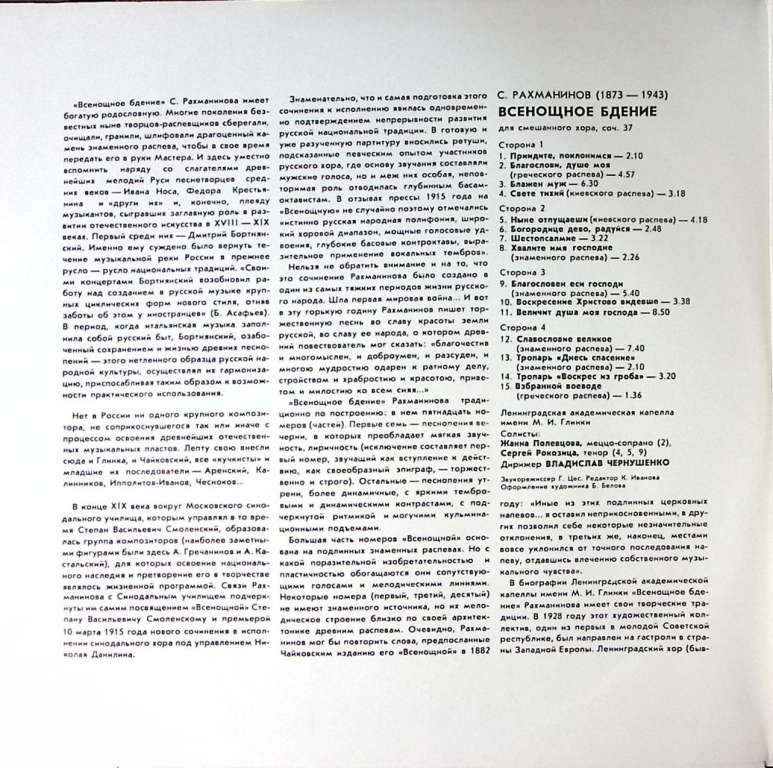 «Всенощное бдение» С. Рахманинова имеет
богатую родословную. Многие поколения без-
вестных ныне творцов-распевщиков сберегали,
очищали, гранили, шлифовали драгоценный ка-
мень знаменного распева, чтобы в свое время
передать его в руки Мастера. И здесь уместно
вспомнить наряду со слагателями древ-
нейших мелодий Руси песнетворцев сред-
них веков — Ивана Носа, Федора Крестья-
нина и «други их» и, конечно, плеяду
музыкантов, сыгравших заглавную роль в раз-
витии отечественного искусства в XVIII — XIX
веках. Первый среди них — Дмитрий Бортнян-
ский. Именно ему суждено было вернуть те-
чение музыкальной реки России в прежнее
русло — русло национальных традиций. «Свои-
ми концертами Бортнянский возобновил ра-
боту над созданием в русской музыке круп-
ных циклических форм нового стиля, отняв
заботы об этом у иностранцев» (Б. Асафьев).
В период, когда итальянская музыка запол-
нила собой русский быт, Бортнянский, озабо-
ченный сохранением и жизнью древних песно-
пений — этого нетленного образца русской на-
родной культуры, осуществлял их гармониза-
цию, приспосабливая таким образом к возмож-
ности практического использования.
Нет в России ни одного крупного компози-
тора, не соприкоснувшегося так или иначе с
процессом освоения древнейших отечествен-
ных музыкальных пластов. Лепту свою внесли
сюда и Глинка, и Чайковский, все «кучкисты» и
младшие их последователи — Аренский, Ка-
линников, Ипполитов-Иванов, Чесноков...
В конце XIX века вокруг Московского сино-
дального училища, которым управлял в то вре-
мя Степан Васильевич Смоленский, образова-
лась группа композиторов (наиболее заметны-
ми фигурами были здесь А. Гречанинов и А. Ка-
стальский), для которых освоение националь-
ного наследия и претворение его в творчестве
являлось жизненной программой. Связи Рах-
манинова с Синодальным училищем подчерк-
нуты им самим посвящением «Всенощной» Сте-
пану Васильевичу Смоленскому и премьерой
10 марта 1915 года нового сочинения в испол-
нении синодального хора под управлением Ни-
колая Данилина.
Знаменательно, что и самая подготовка этого
сочинения к исполнению явилась одновремен-
но подтверждением непрерывности развития
русской национальной традиции. В готовую и
уже разученную партитуру вносились ретуши,
подсказанные певческим опытом участников
русского хора, где основу звучания составляли
мужские голоса, но и меж них особая, непов-
торимая роль отводилась глубинным басам-
октавистам. В отзывах прессы 1915 года на
«Всенощную» не случайно поэтому отмечались
«истинно русская народная полифония, широ-
кий хоровой диапазон, мощные голосовые уд-
воения, глубокие басовые контроктавы, выра-
зительное применение вокальных тембров».
Нельзя не обратить внимание и на то, что
это сочинение Рахманинова было создано в
один из самых тяжких периодов жизни русско-
го народа. Шла первая мировая война... И вот
в эту горькую годину Рахманинов пишет тор-
жественную песнь во славу красоты земли
русской, во славу ее народа, о котором древ-
ний повествователь мог сказать: «благочестив
и многомыслен, и доброумен, и разсуден, и
многою мудростию одарен к ратному делу,
стройством и храбростию и красотою, приве-
том и милостию ко всем сияя...»
«Всенощное бдение» Рахманинова тради-
ционно по построению: в нем пятнадцать но-
меров (частей). Первые семь — песнопения ве-
черни, в которых преобладает мягкая звуч-
ность, лиричность (исключение составляет пер-
вый номер, звучащий как вступление к дейст-
вию, как своеобразный эпиграф, — торжест-
венно и строго). Остальные — песнопения ут-
рени, более динамичные, с яркими тембро-
выми и динамическими контрастами, с под-
черкнутой ритмикой и могучими кульмина-
ционными подъемами.
Большая часть номеров «Всенощной» осно-
вана на подлинных знаменных распевах. Но с
какой поразительной изобретательностью и
пластичностью обогащаются они сопутствую-
щими голосами и мелодическими линиями.
Некоторые номера (первый, третий, десятый)
не имеют знаменного источника, но их мело-
дическое строение близко по своей архитек-
тонике древним распевам. Очевидно, Рахма-
нинов мог бы повторить слова, предпосланные
Чайковским изданию его «Всенощной» в 1882
С. РАХМАНИНОВ (1873 — 1943)
ВСЕНОЩНОЕ БДЕНИЕ
для смешанного хора, соч. 37
Сторона 1
1. Приидите, поклонимся — 2.10
2. Благослови, душе моя
(греческого распева) — 4.57
3. Блажен муж — 6.30
4. Свете тихий (киевского распева) — 3.18
Сторона 2
5. Ныне отпущаеши (киевского распева) — 4.18
6. Богородице дево, радуйся — 2.48
7. Шестопсалмие — 3.22
8. Хвалите имя господне
(знаменного распева) — 2.26
Сторона 3
9. Благословен еси господи
(знаменного распева) — 5.40
10. Воскресение Христово видевше — 3.38
11. Величит душа моя господа — 8.50
Сторона 4
12. Славословие великое
(знаменного распева) — 7.40
13. Тропарь «Днесь спасение»
(знаменного распева) — 2.10
14. Тропарь «Воскрес из гроба» — 3.20
15. Взбранной воеводе
(греческого распева) — 1.36
Ленинградская академическая капелла
имени М. И. Глинки
Солисты:
Жанна Полевцова, меццо-сопрано (2),
Сергей Рокозица, тенор (4, 5, 9)
Дирижер ВЛАДИСЛАВ ЧЕРНУШЕНКО
Звукорежиссер Г. Цес. Редактор К. Иванова
Оформление художника Б. Белова
году: «Иные из этих подлинных церковных
напевов... я оставил неприкосновенными, в дру-
гих позволил себе некоторые незначительные
отклонения, в третьих же, наконец, местами
вовсе уклонился от точного последования на-
певу, отдавшись влечению собственного музы-
кального чувства».
В биографии Ленинградской академической
капеллы имени М. И. Глинки «Всенощное бде-
ние» Рахманинова имеет свои творческие тра-
диции. В 1928 году этот художественный кол-
лектив, один из первых в молодой Советской
республике, был направлен на гастроли в стра-
ны Западной Европы. Ленинградский хор (быв-